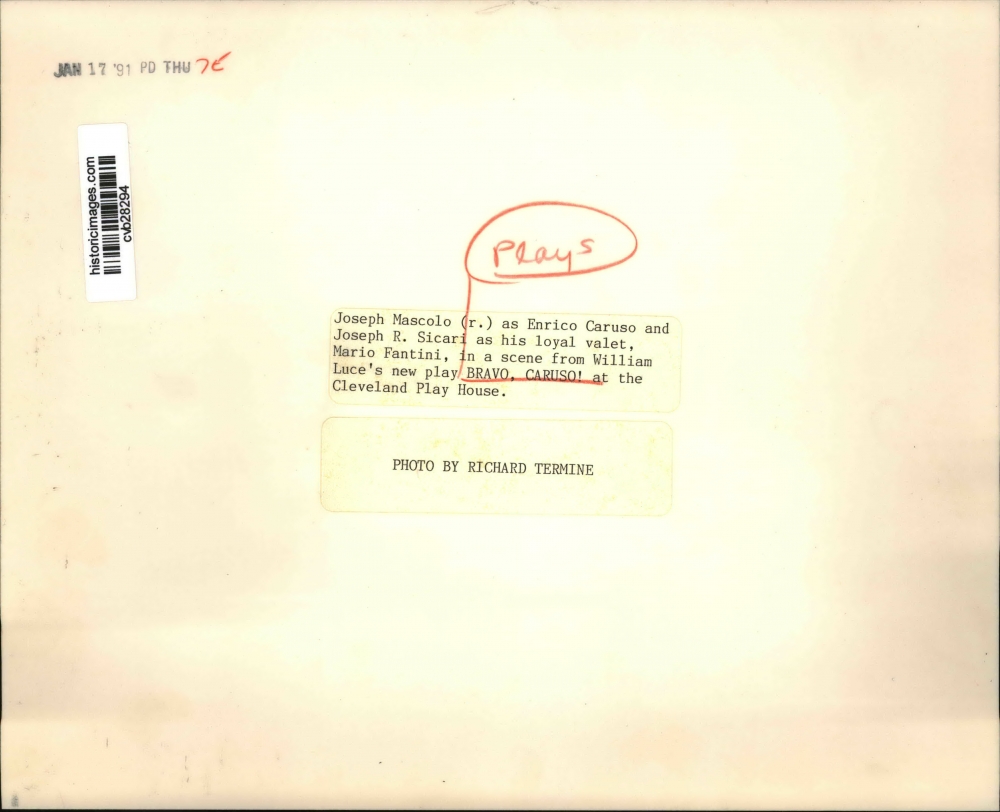 JAN 17 '91 PD THU 7E
historicimages.com
cvb28294
Plays
Joseph Mascolo (r.) as Enrico Caruso and
Joseph R. Sicari as his loyal valet,
Mario Fantini, in a scene from William
Luce's new play BRAVO, CARUSO! at the
Cleveland Play House.
PHOTO BY RICHARD TERMINE